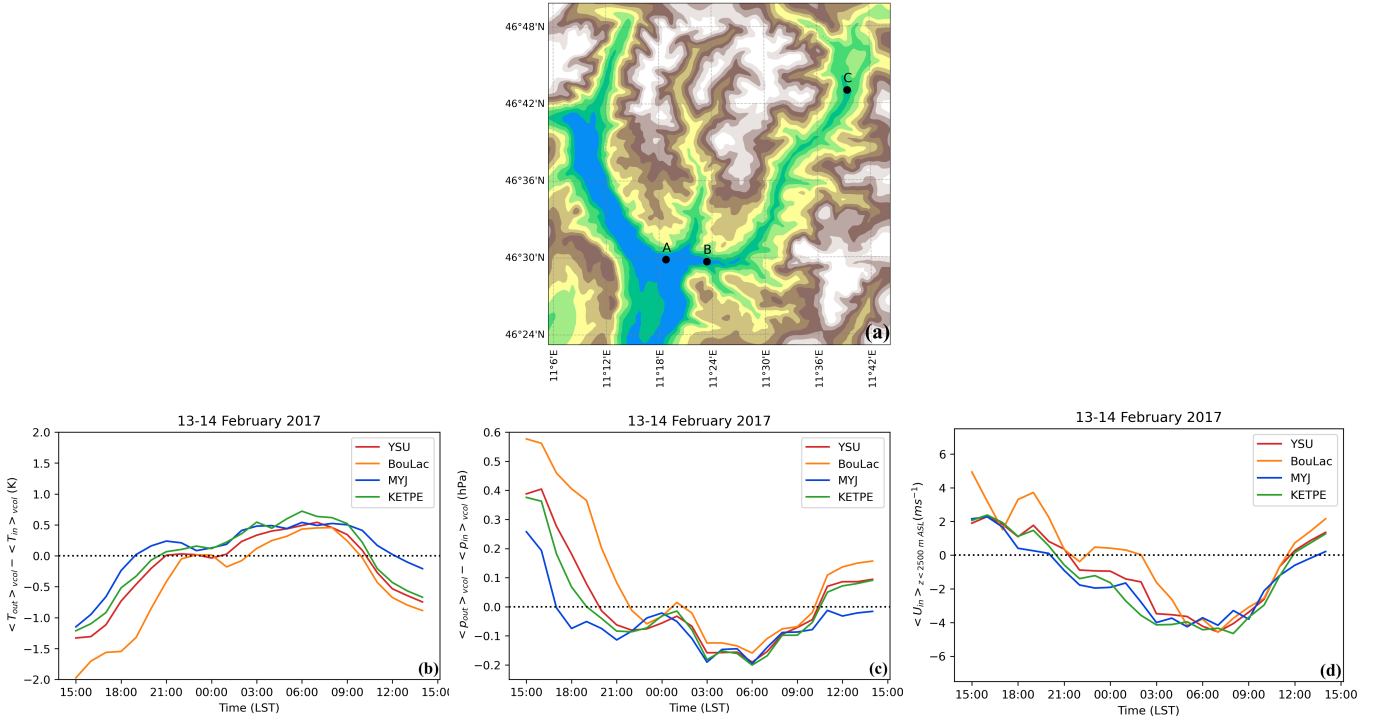 46°48'N
46°42'N
46°36'N
46°30'N
46°24'N
C
A
B
(a)
11°6'E
11°12'E
11°18'E
11°24'E
11°30'E
11°36'E
11°42'E
13-14 February 2017
< T_out >_vcol − < T_in >_vcol (K)
2.0
1.5
1.0
0.5
0.0
−0.5
−1.0
−1.5
−2.0
YSU
BouLac
MYJ
KETPE
(b)
15:00 18:00 21:00 00:00 03:00 06:00 09:00 12:00 15:00
Time (LST)
13-14 February 2017
< p_out >_vcol − < p_in >_vcol (hPa)
0.6
0.5
0.4
0.3
0.2
0.1
0.0
−0.1
−0.2
YSU
BouLac
MYJ
KETPE
(c)
15:00 18:00 21:00 00:00 03:00 06:00 09:00 12:00 15:00
Time (LST)
13-14 February 2017
< U_in >_z < 2500 m ASL (ms⁻¹)
6
4
2
0
−2
−4
−6
YSU
BouLac
MYJ
KETPE
(d)
15:00 18:00 21:00 00:00 03:00 06:00 09:00 12:00 15:00
Time (LST)